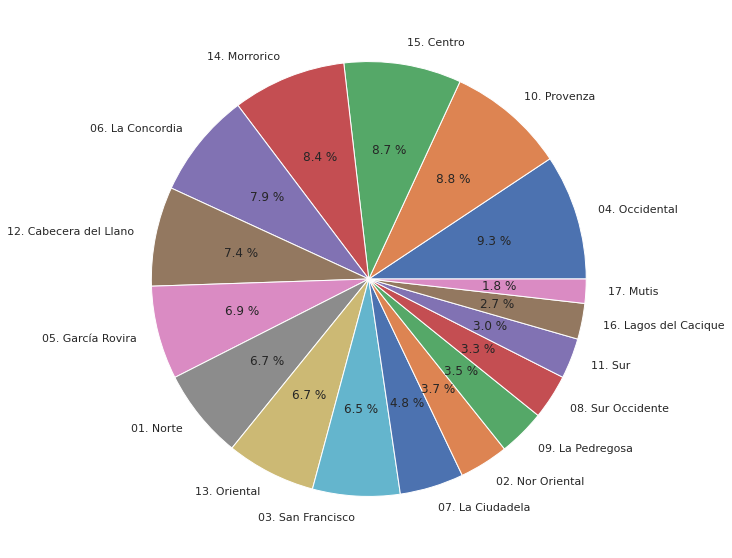 15. Centro
14. Morrorico
10. Provenza
06. La Concordia
8.7 %
8.4 %
8.8 %
7.9 %
04. Occidental
12. Cabecera del Llano
9.3 %
7.4 %
1.8 %
17. Mutis
2.7 %
6.9 %
16. Lagos del Cacique
3.0 %
05. García Rovira
3.3 %
6.7 %
11. Sur
3.5 %
3.7 %
6.7 %
4.8 %
6.5 %
08. Sur Occidente
01. Norte
09. La Pedregosa
02. Nor Oriental
13. Oriental
07. La Ciudadela
03. San Francisco